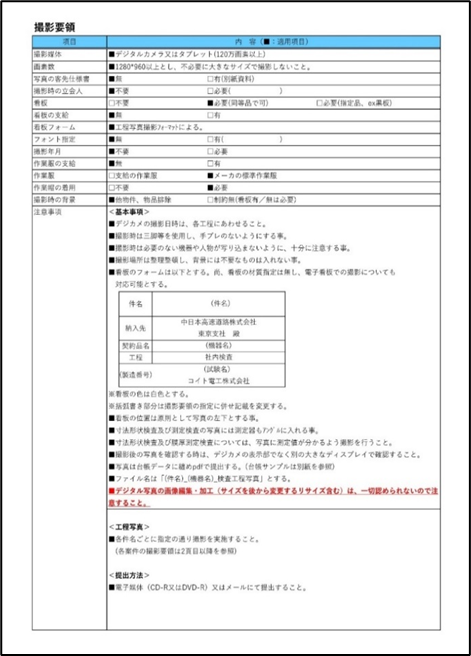 撮影要領
項目 内 容（■：適用項目）
撮影媒体 ■デジタルカメラ又はタブレット(120万画素以上)
画素数 ■1280*960以上とし、不必要に大きなサイズで撮影しないこと。
写真の客先仕様書 ■無 □有(別紙資料)
撮影時の立会人 ■不要 □必要( )
看板 □不要 ■必要(同等品で可) □必要(指定品、ex黒板)
看板の支給 ■無 □有
看板フォーム ■工程写真撮影ﾌｫｰﾏｯﾄによる。
フォント指定 ■無 □有( )
撮影年月 ■不要 □必要
作業服の支給 ■無 □有
作業服 □支給の作業服 ■メーカの標準作業服
作業帽の着用 □不要 ■必要
撮影時の背景 ■他物件、物品排除 □制約無(看板有／無は必要)
注意事項 ＜基本事項＞
■デジカメの撮影日時は、各工程にあわせること。
■撮影時は三脚等を使用し、手ブレのないようにする事。
■撮影時は必要のない機器や人物が写り込まないように、十分に注意する事。
■撮影場所は整理整頓し、背景には不要なものは入れない事。
■看板のフォームは以下とする。尚、看板の材質指定は無し、電子看板での撮影についても
対応可能とする。
件名 (件名)
納入先 中日本高速道路株式会社
東京支社 殿
契約品名 (機器名)
工程 社内検査
(製造番号) (試験名)
コイト電工株式会社
※看板の色は白色とする。
※括弧書き部分は撮影要領の指定に併せ記載を変更する。
■看板の位置は原則として写真の左下とする事。
■寸法形状検査及び測定検査の写真には測定器もｱﾝｸﾞﾙに入れる事。
■寸法形状検査及び膜厚測定検査については、写真に測定値が分かるよう撮影を行うこと。
■撮影後の写真を確認する時は、デジカメの表示部でなく別の大きなディスプレイで確認すること。
■写真は台帳データに纏めpdfで提出する。(台帳サンプルは別紙を参照)
■ファイル名は「(件名)_(機器名)_検査工程写真」とする。
■デジタル写真の画像編集・加工（サイズを後から変更するリサイズ含む）は、一切認められないので注
意すること。
＜工程写真＞
■各件名ごとに指定の通り撮影を実施すること。
(各案件の撮影要領は2頁目以降を参照)
＜提出方法＞
■電子媒体（CD-R又はDVD-R）又はメールにて提出すること。